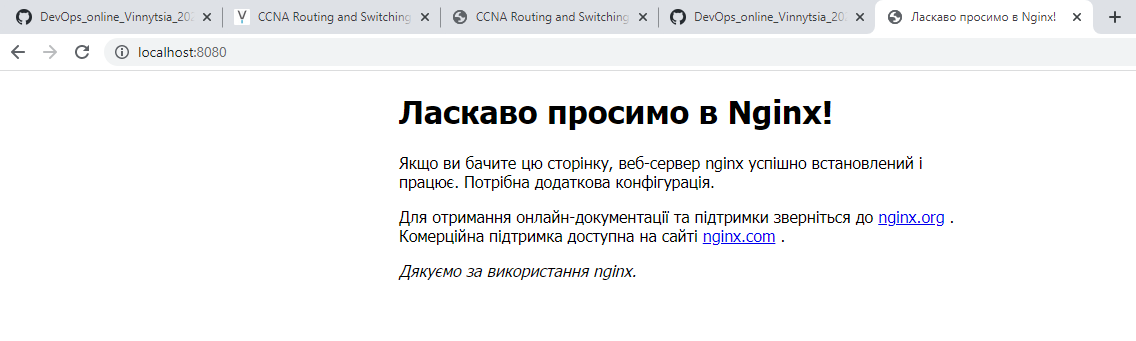 DevOps_online_Vinnytsia_202
CCNA Routing and Switching
CCNA Routing and Switching
DevOps_online_Vinnytsia_202
Ласкаво просимо в Nginx!
localhost:8080
Ласкаво просимо в Nginx!
Якщо ви бачите цю сторінку, веб-сервер nginx успішно встановлений і
працює. Потрібна додаткова конфігурація.
Для отримання онлайн-документації та підтримки зверніться до nginx.org .
Комерційна підтримка доступна на сайті nginx.com .
Дякуємо за використання nginx.